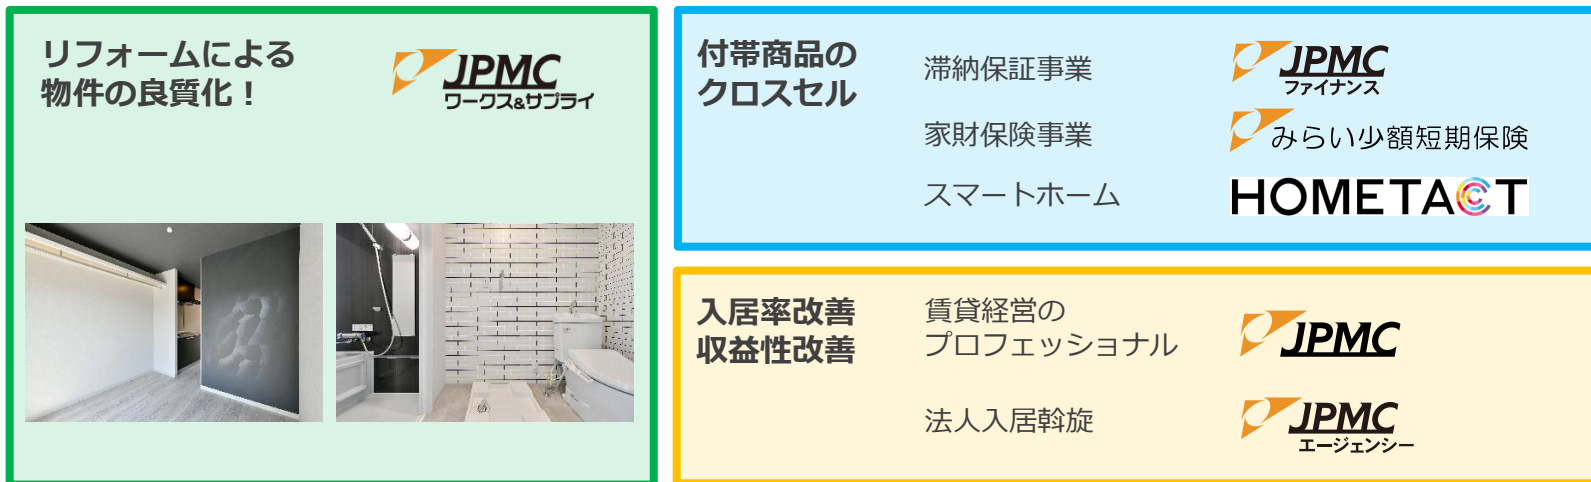 リフォームによる
物件の良質化！
JPMC
ワークス&サプライ
付帯商品の
クロスセル
滞納保証事業
JPMC
ファイナンス
家財保険事業
みらい少額短期保険
スマートホーム
HOMETACT
入居率改善
収益性改善
賃貸経営の
プロフェッショナル
JPMC
法人入居斡旋
JPMC
エージェンシー